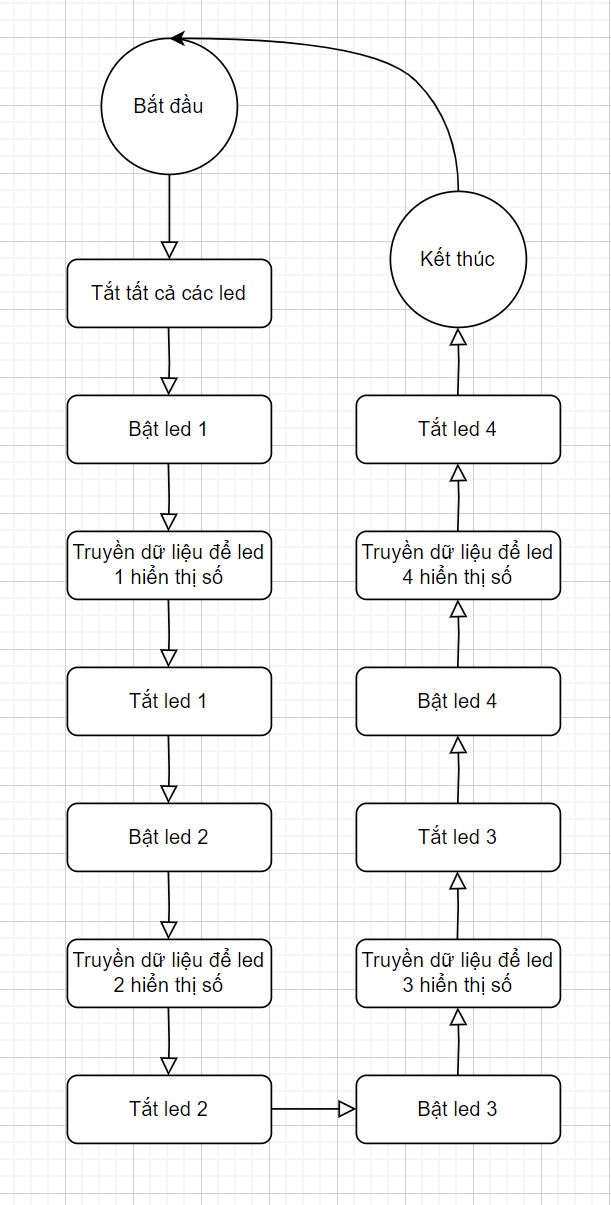 Bắt đầu
Tắt tất cả các led
Bật led 1
Truyền dữ liệu để led
1 hiển thị số
Tắt led 1
Bật led 2
Truyền dữ liệu để led
2 hiển thị số
Tắt led 2
Bật led 3
Truyền dữ liệu để led
3 hiển thị số
Tắt led 3
Bật led 4
Truyền dữ liệu để led
4 hiển thị số
Tắt led 4
Kết thúc